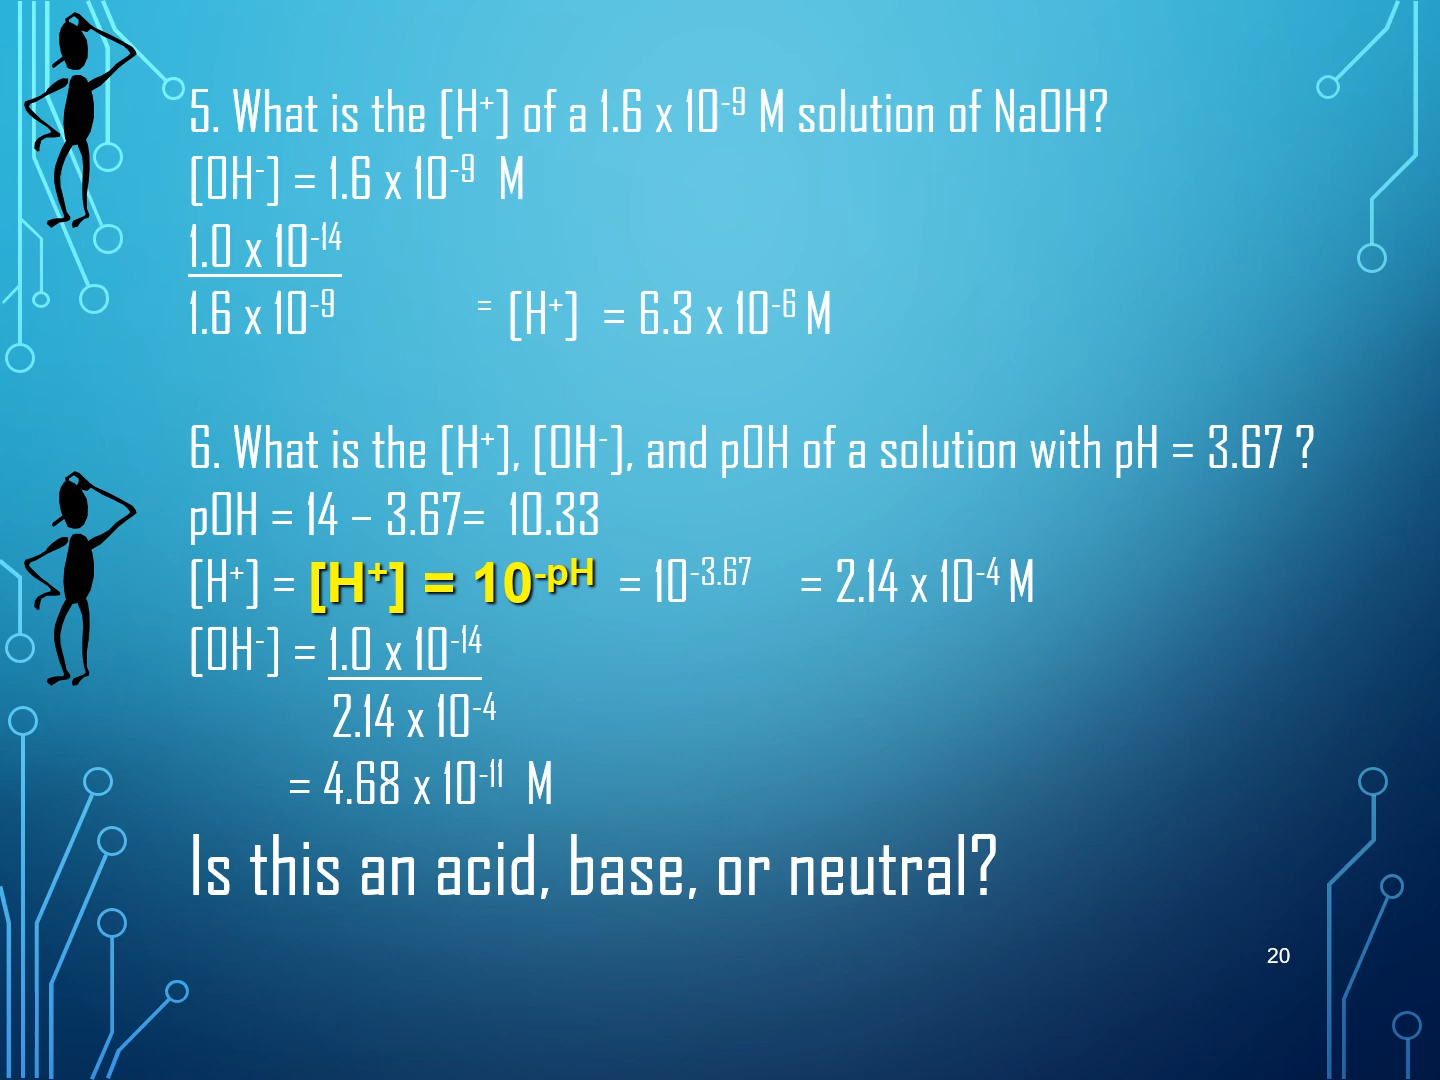 5. What is the [H⁺] of a 1.6 x 10⁻⁹ M solution of NaOH?
[OH⁻] = 1.6 x 10⁻⁹ M
1.0 x 10⁻¹⁴
1.6 x 10⁻⁹ = [H⁺] = 6.3 x 10⁻⁶ M
6. What is the [H⁺], [OH⁻], and pOH of a solution with pH = 3.67 ?
pOH = 14 – 3.67= 10.33
[H⁺] = [H⁺] = 10⁻ᵖᴴ = 10⁻³·⁶⁷ = 2.14 x 10⁻⁴ M
[OH⁻] = 1.0 x 10⁻¹⁴
2.14 x 10⁻⁴
= 4.68 x 10⁻¹¹ M
Is this an acid, base, or neutral?
20